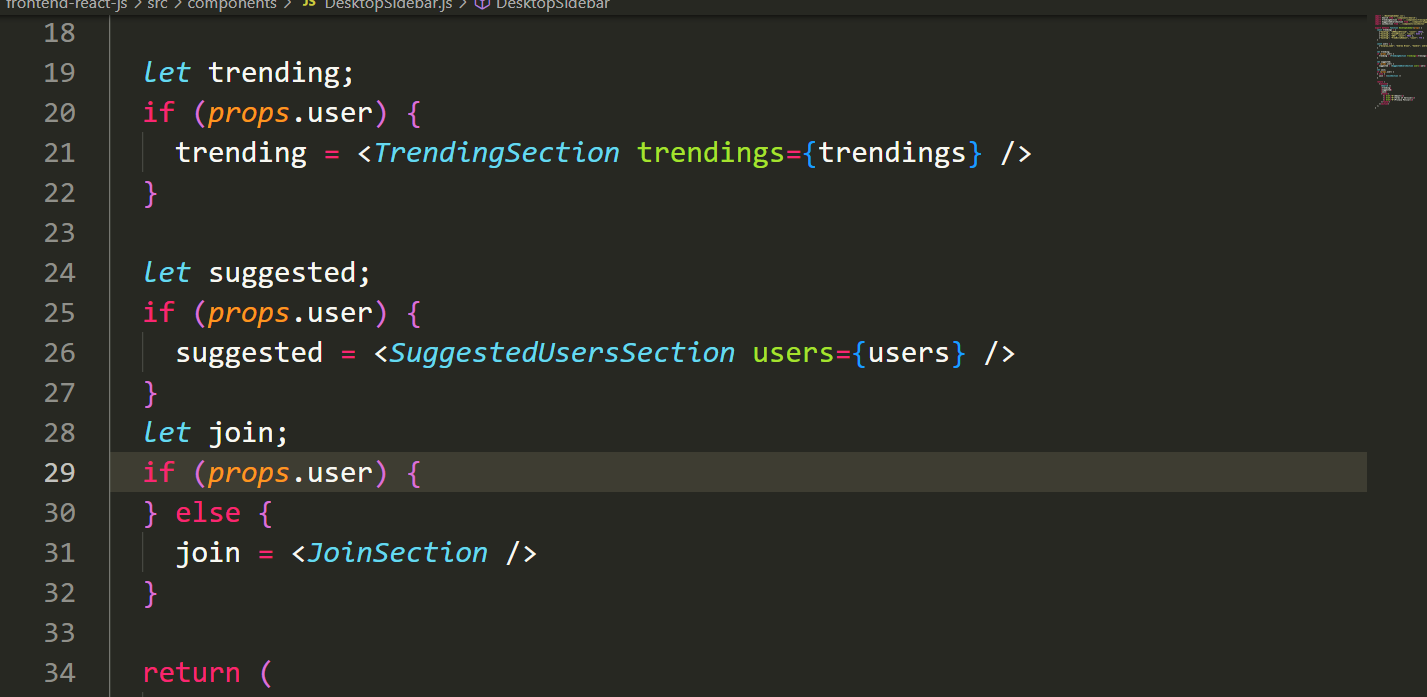 frontend-react-js > src > components > JS DesktopSidebar.js > DesktopSidebar
18
19 let trending;
20 if (props.user) {
21 trending = <TrendingSection trendings={trendings} />
22 }
23
24 let suggested;
25 if (props.user) {
26 suggested = <SuggestedUsersSection users={users} />
27 }
28 let join;
29 if (props.user) {
30 } else {
31 join = <JoinSection />
32 }
33
34 return (